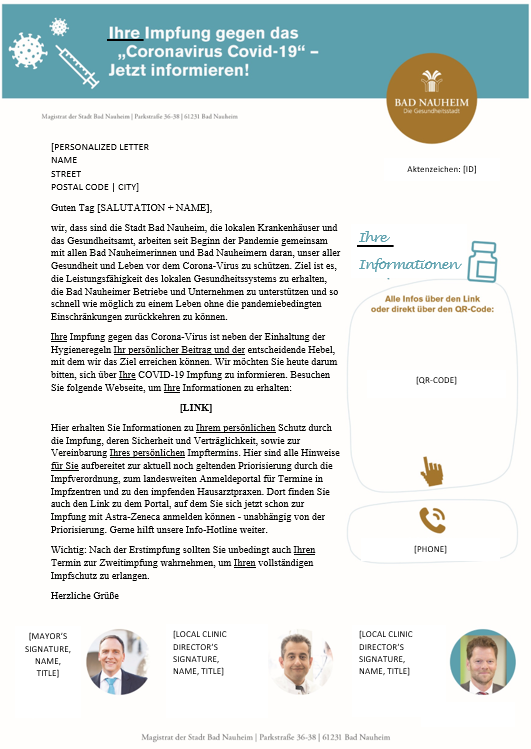 Ihre Impfung gegen das
„Coronavirus Covid-19“ –
Jetzt informieren!
BAD NAUHEIM
Die Gesundheitsstadt.
Magistrat der Stadt Bad Nauheim | Parkstraße 36-38 | 61231 Bad Nauheim
[PERSONALIZED LETTER
NAME
STREET
POSTAL CODE | CITY]
Aktenzeichen: [ID]
Guten Tag [SALUTATION + NAME],
wir, dass sind die Stadt Bad Nauheim, die lokalen Krankenhäuser und
das Gesundheitsamt, arbeiten seit Beginn der Pandemie gemeinsam
mit allen Bad Nauheimerinnen und Bad Nauheimern daran, unser aller
Gesundheit und Leben vor dem Corona-Virus zu schützen. Ziel ist es,
die Leistungsfähigkeit des lokalen Gesundheitssystems zu erhalten,
die Bad Nauheimer Betriebe und Unternehmen zu unterstützen und so
schnell wie möglich zu einem Leben ohne die pandemiebedingten
Einschränkungen zurückkehren zu können.
Ihre Impfung gegen das Corona-Virus ist neben der Einhaltung der
Hygieneregeln Ihr persönlicher Beitrag und der entscheidende Hebel,
mit dem wir das Ziel erreichen können. Wir möchten Sie heute darum
bitten, sich über Ihre COVID-19 Impfung zu informieren. Besuchen
Sie folgende Webseite, um Ihre Informationen zu erhalten:
[LINK]
Hier erhalten Sie Informationen zu Ihrem persönlichen Schutz durch
die Impfung, deren Sicherheit und Verträglichkeit, sowie zur
Vereinbarung Ihres persönlichen Impftermins. Hier sind alle Hinweise
für Sie aufbereitet zur aktuell noch geltenden Priorisierung durch die
Impfverordnung, zum landesweiten Anmeldeportal für Termine in
Impfzentren und zu den impfenden Hausarztpraxen. Dort finden Sie
auch den Link zu dem Portal, auf dem Sie sich jetzt schon zur
Impfung mit Astra-Zeneca anmelden können - unabhängig von der
Priorisierung. Gerne hilft unsere Info-Hotline weiter.
Wichtig: Nach der Erstimpfung sollten Sie unbedingt auch Ihren
Termin zur Zweitimpfung wahrnehmen, um Ihren vollständigen
Impfschutz zu erlangen.
Herzliche Grüße
Ihre
Informationen
Alle Infos über den Link
oder direkt über den QR-Code:
[QR-CODE]
[PHONE]
[MAYOR'S
SIGNATURE,
NAME,
TITLE]
[LOCAL CLINIC
DIRECTOR'S
SIGNATURE,
NAME, TITLE]
[LOCAL CLINIC
DIRECTOR'S
SIGNATURE,
NAME, TITLE]
Magistrat der Stadt Bad Nauheim | Parkstraße 36-38 | 61231 Bad Nauheim